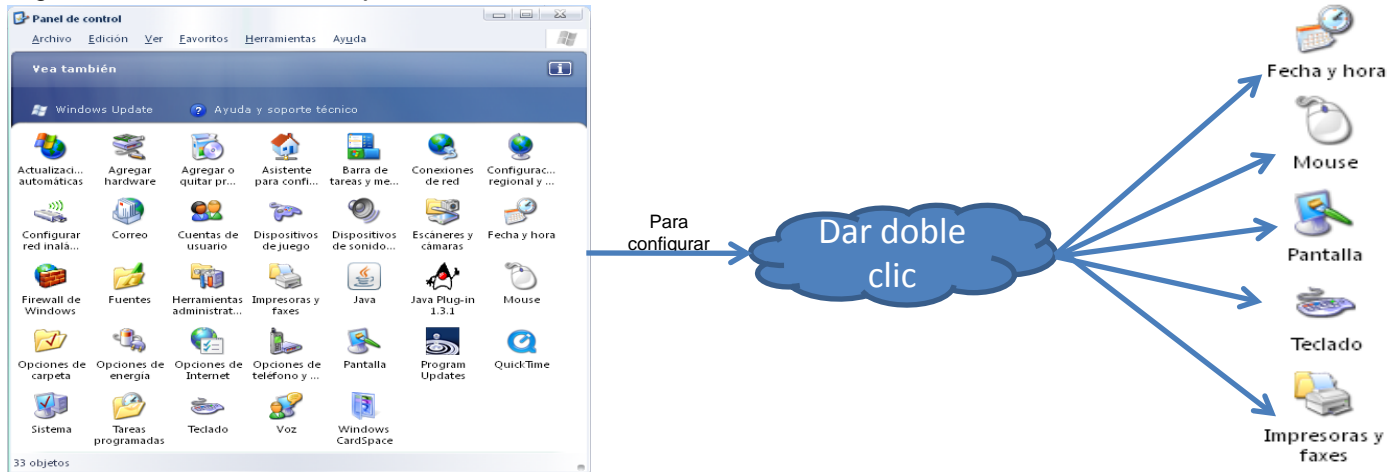 Panel de control
Archivo Edición Ver Favoritos Herramientas Ayuda
Vea también
Windows Update Ayuda y soporte técnico
Actualizaci... automáticas
Agregar hardware
Agregar o quitar pr...
Asistente para confi...
Barra de tareas y me...
Conexiones de red
Configurac... regional y ...
Configurar red inalá...
Correo
Cuentas de usuario
Dispositivos de juego
Dispositivos de sonido...
Escáneres y cámaras
Fecha y hora
Firewall de Windows
Fuentes
Herramientas administrat...
Impresoras y faxes
Java
Java Plug-in 1.3.1
Mouse
Opciones de carpeta
Opciones de energía
Opciones de Internet
Opciones de teléfono y ...
Pantalla
Program Updates
QuickTime
Sistema
Tareas programadas
Teclado
Voz
Windows CardSpace
33 objetos
Para
configurar
Dar doble
clic
Fecha y hora
Mouse
Pantalla
Teclado
Impresoras y
faxes